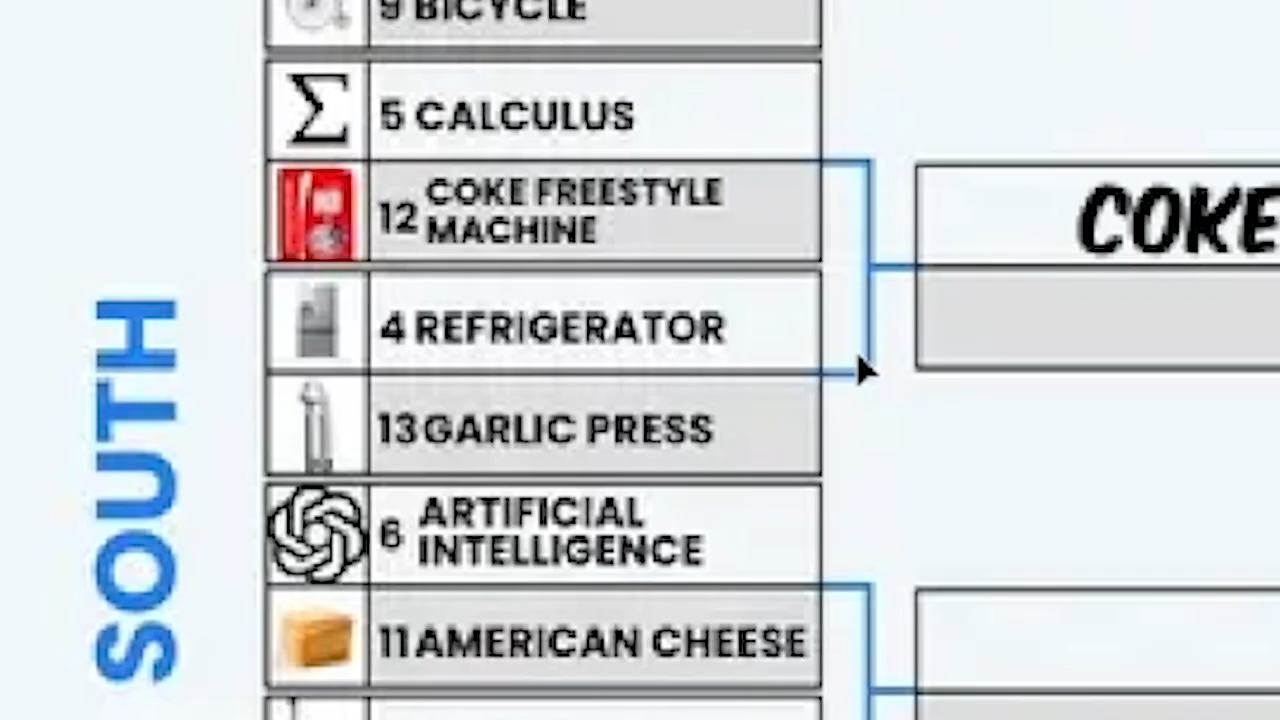 9 BICYCLE
Σ 5 CALCULUS
12 COKE FREESTYLE
MACHINE
COKE
4 REFRIGERATOR
13 GARLIC PRESS
SOUTH
6 ARTIFICIAL
INTELLIGENCE
11 AMERICAN CHEESE